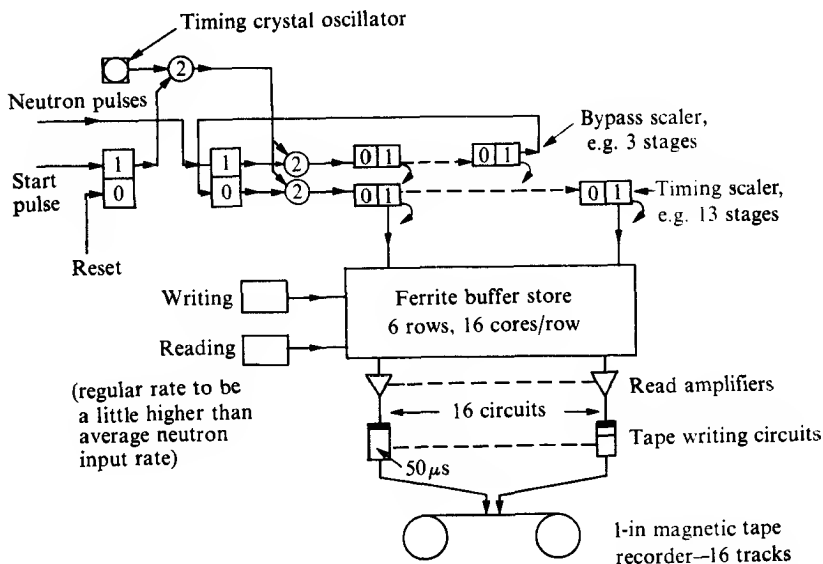 Timing crystal oscillator
2
Neutron pulses
Bypass scaler,
e.g. 3 stages
1
0
1
0
2
2
0 1
0 1
0 1
0 1
Start
pulse
Timing scaler,
e.g. 13 stages
Reset
Writing
Reading
Ferrite buffer store
6 rows, 16 cores/row
(regular rate to be
a little higher than
average neutron
input rate)
Read amplifiers
16 circuits
Tape writing circuits
50μs
1-in magnetic tape
recorder—16 tracks